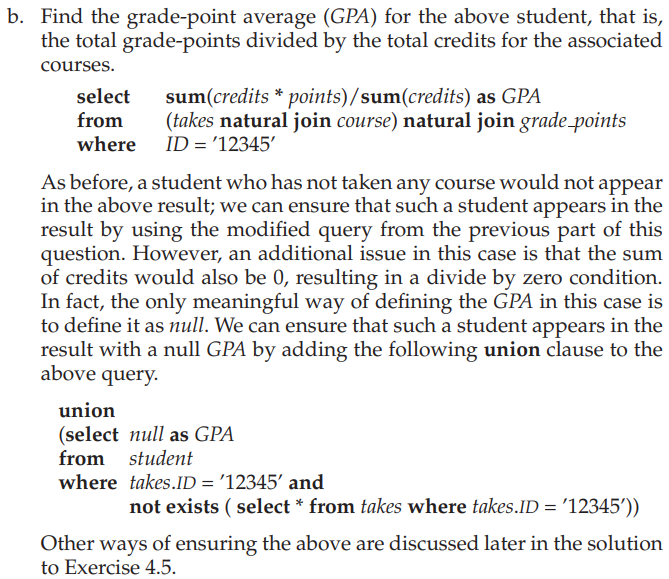 b. Find the grade-point average (GPA) for the above student, that is,
the total grade-points divided by the total credits for the associated
courses.
select sum(credits * points)/sum(credits) as GPA
from (takes natural join course) natural join grade_points
where ID = ’12345’
As before, a student who has not taken any course would not appear
in the above result; we can ensure that such a student appears in the
result by using the modified query from the previous part of this
question. However, an additional issue in this case is that the sum
of credits would also be 0, resulting in a divide by zero condition.
In fact, the only meaningful way of defining the GPA in this case is
to define it as null. We can ensure that such a student appears in the
result with a null GPA by adding the following union clause to the
above query.
union
(select null as GPA
from student
where takes.ID = ’12345’ and
not exists ( select * from takes where takes.ID = ’12345’))
Other ways of ensuring the above are discussed later in the solution
to Exercise 4.5.